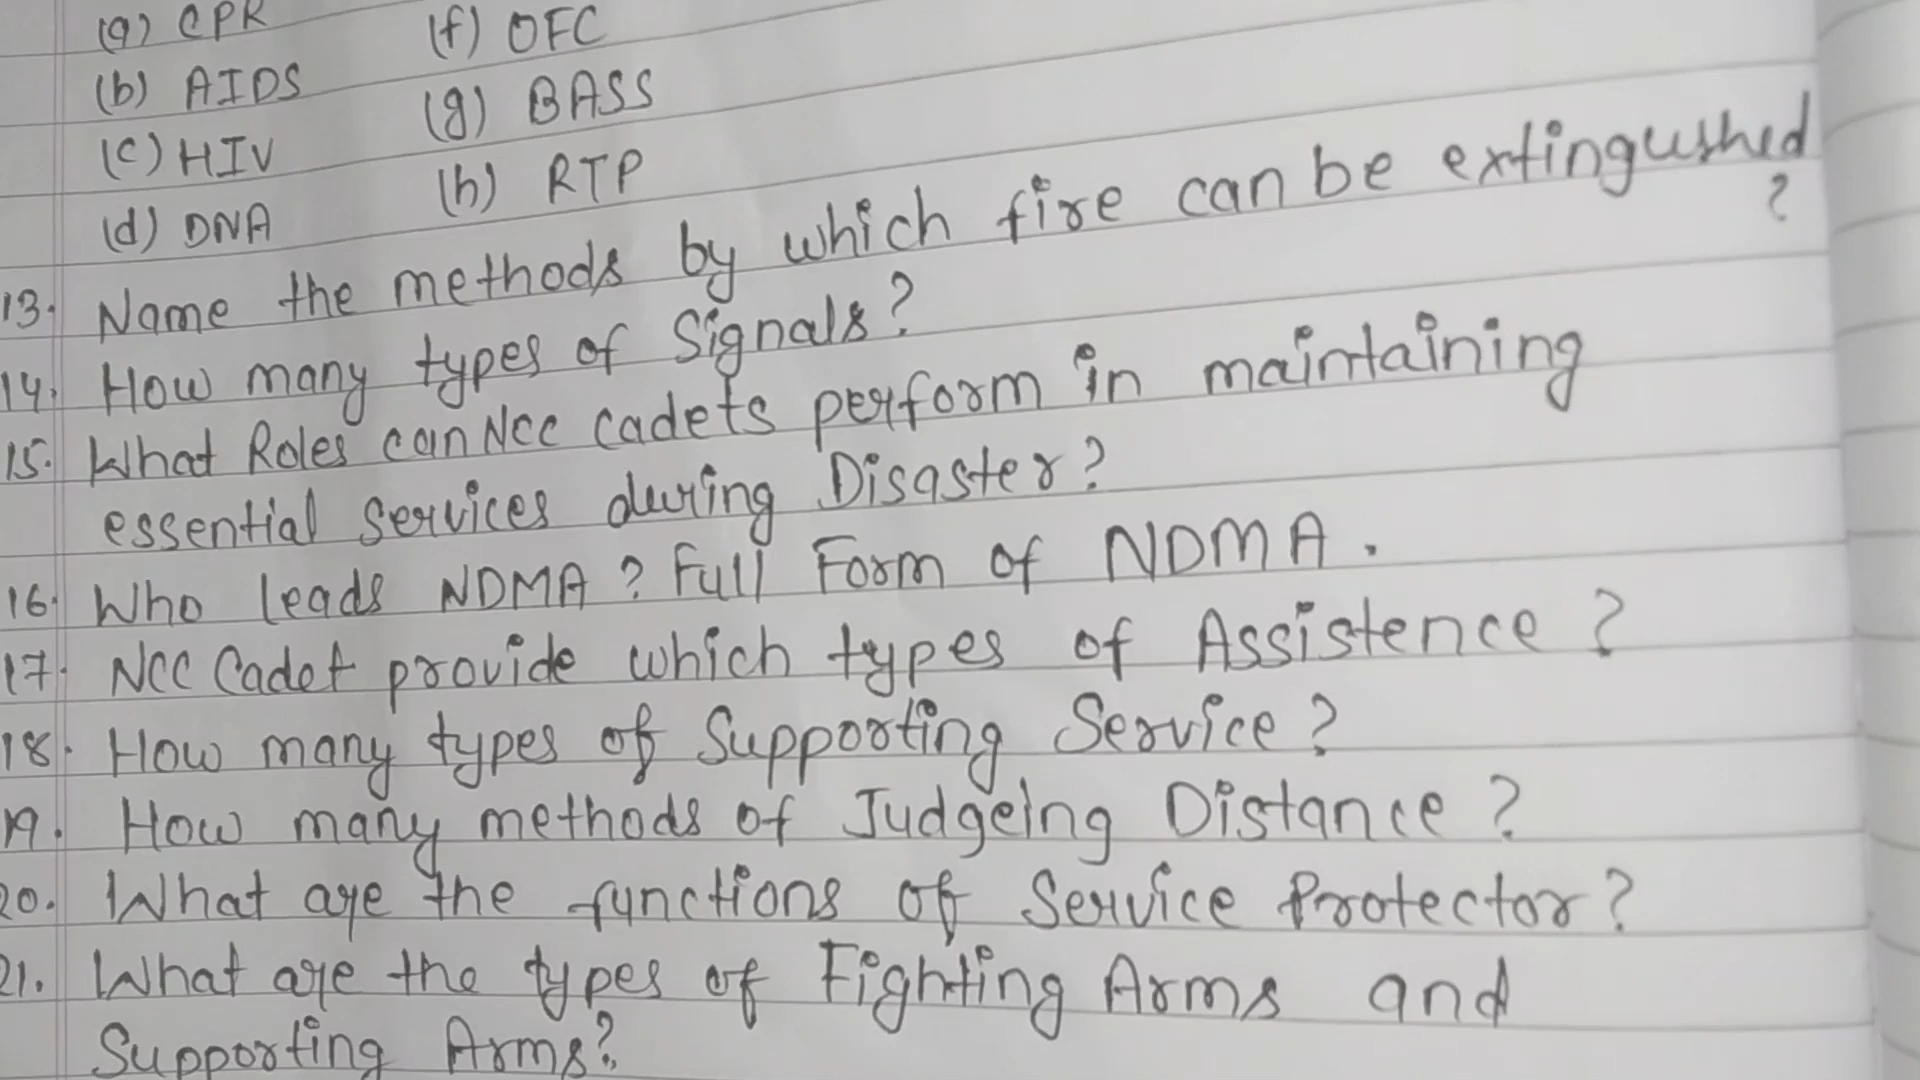 (a) CPR (f) OFC
(b) AIDS (g) BASS
(c) HIV (h) RTP
(d) DNA
13. Name the methods by which fire can be extingushed
?
14. How many types of Signals?
15. What Roles can Ncc cadets perform in maintaining
essential services during Disaster?
16. Who leads NDMA? Full Form of NDMA.
17. NCC Cadet provide which types of Assistence?
18. How many types of Supporting Service?
19. How many methods of Judgeing Distance?
20. What are the functions of Service Protector?
21. What are the types of Fighting Arms and
Supporting Arms?